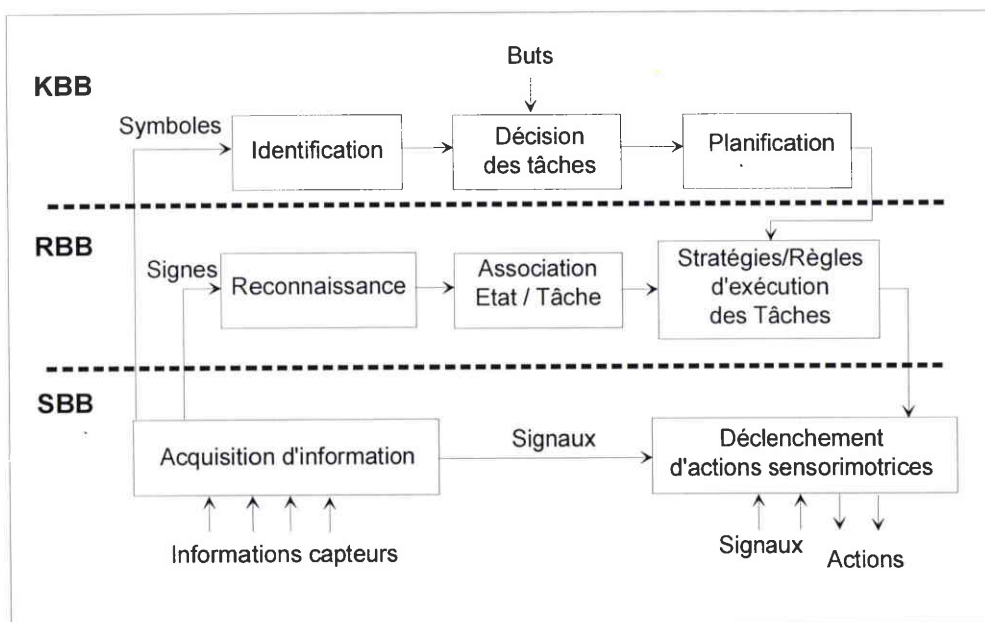 Buts
KBB
Symboles
Identification
Décision
des tâches
Planification
RBB
Signes
Reconnaissance
Association
Etat / Tâche
Stratégies/Règles
d'exécution
des Tâches
SBB
Acquisition d'information
Signaux
Déclenchement
d'actions sensorimotrices
Informations capteurs
Signaux
Actions